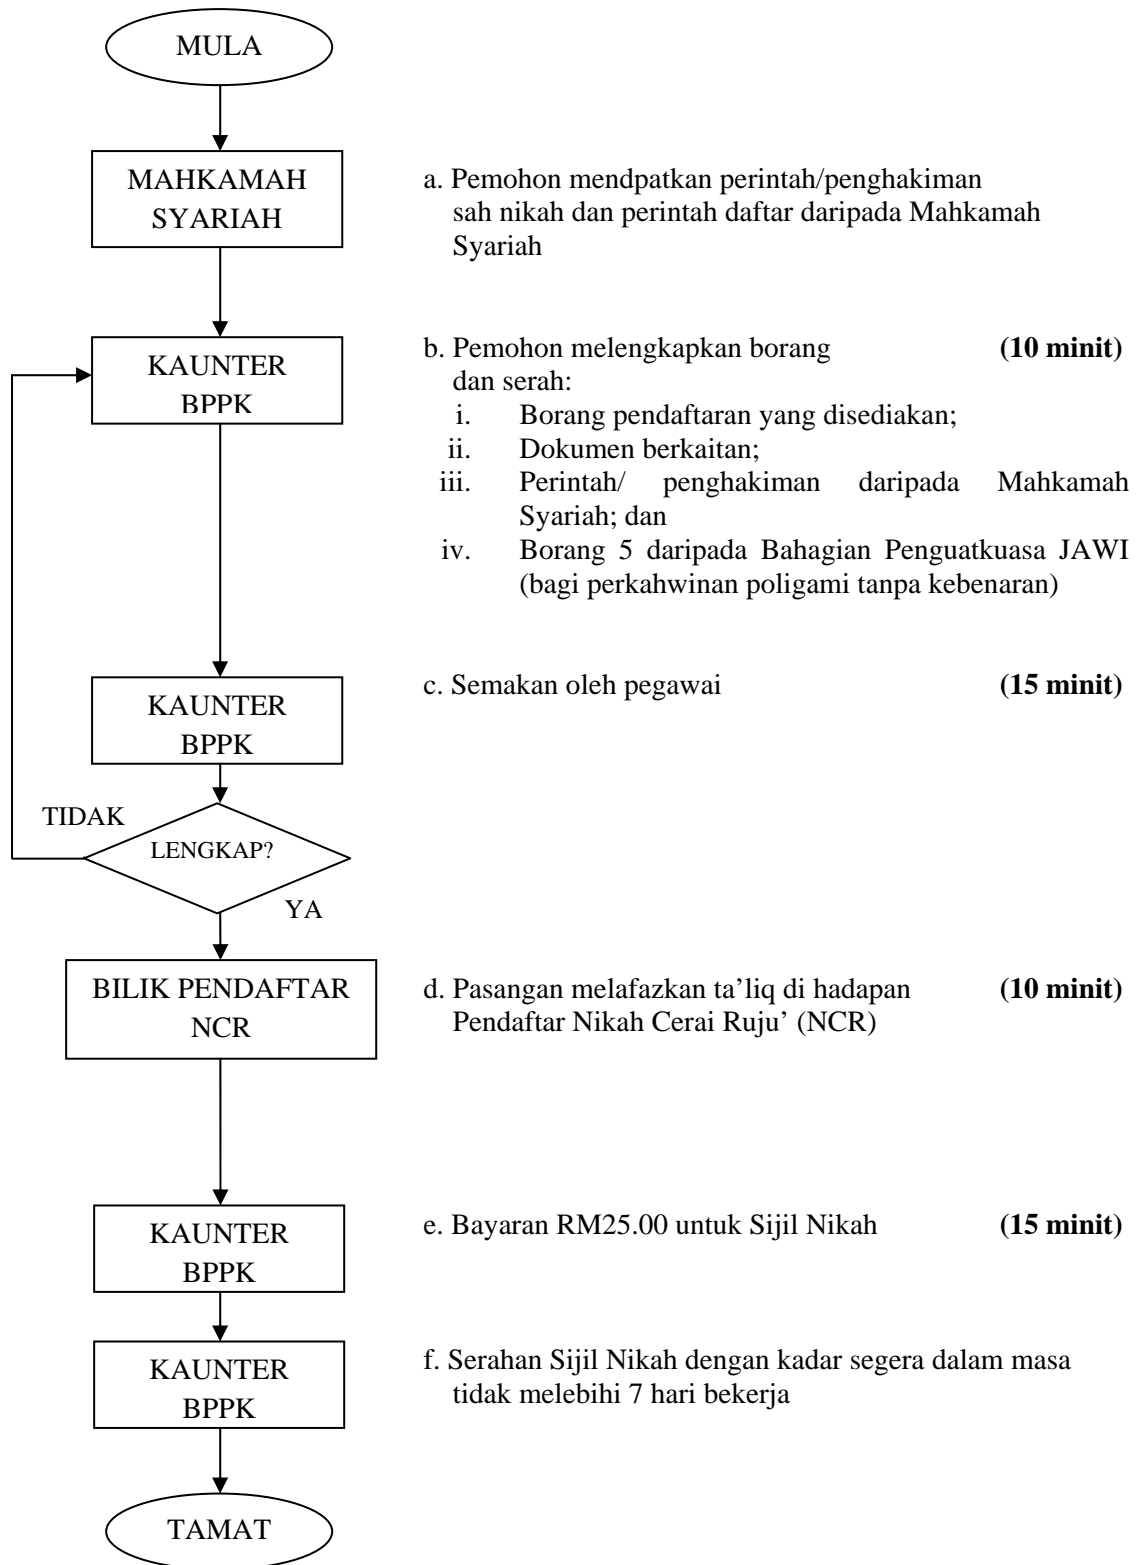 MULA
MAHKAMAH
SYARIAH
a. Pemohon mendpatkan perintah/penghakiman
sah nikah dan perintah daftar daripada Mahkamah
Syariah
KAUNTER
BPPK
b. Pemohon melengkapkan borang (10 minit)
dan serah:
i. Borang pendaftaran yang disediakan;
ii. Dokumen berkaitan;
iii. Perintah/ penghakiman daripada Mahkamah
Syariah; dan
iv. Borang 5 daripada Bahagian Penguatkuasa JAWI
(bagi perkahwinan poligami tanpa kebenaran)
KAUNTER
BPPK
c. Semakan oleh pegawai (15 minit)
TIDAK
LENGKAP?
YA
BILIK PENDAFTAR
NCR
d. Pasangan melafazkan ta’liq di hadapan (10 minit)
Pendaftar Nikah Cerai Ruju’ (NCR)
KAUNTER
BPPK
e. Bayaran RM25.00 untuk Sijil Nikah (15 minit)
KAUNTER
BPPK
f. Serahan Sijil Nikah dengan kadar segera dalam masa
tidak melebihi 7 hari bekerja
TAMAT